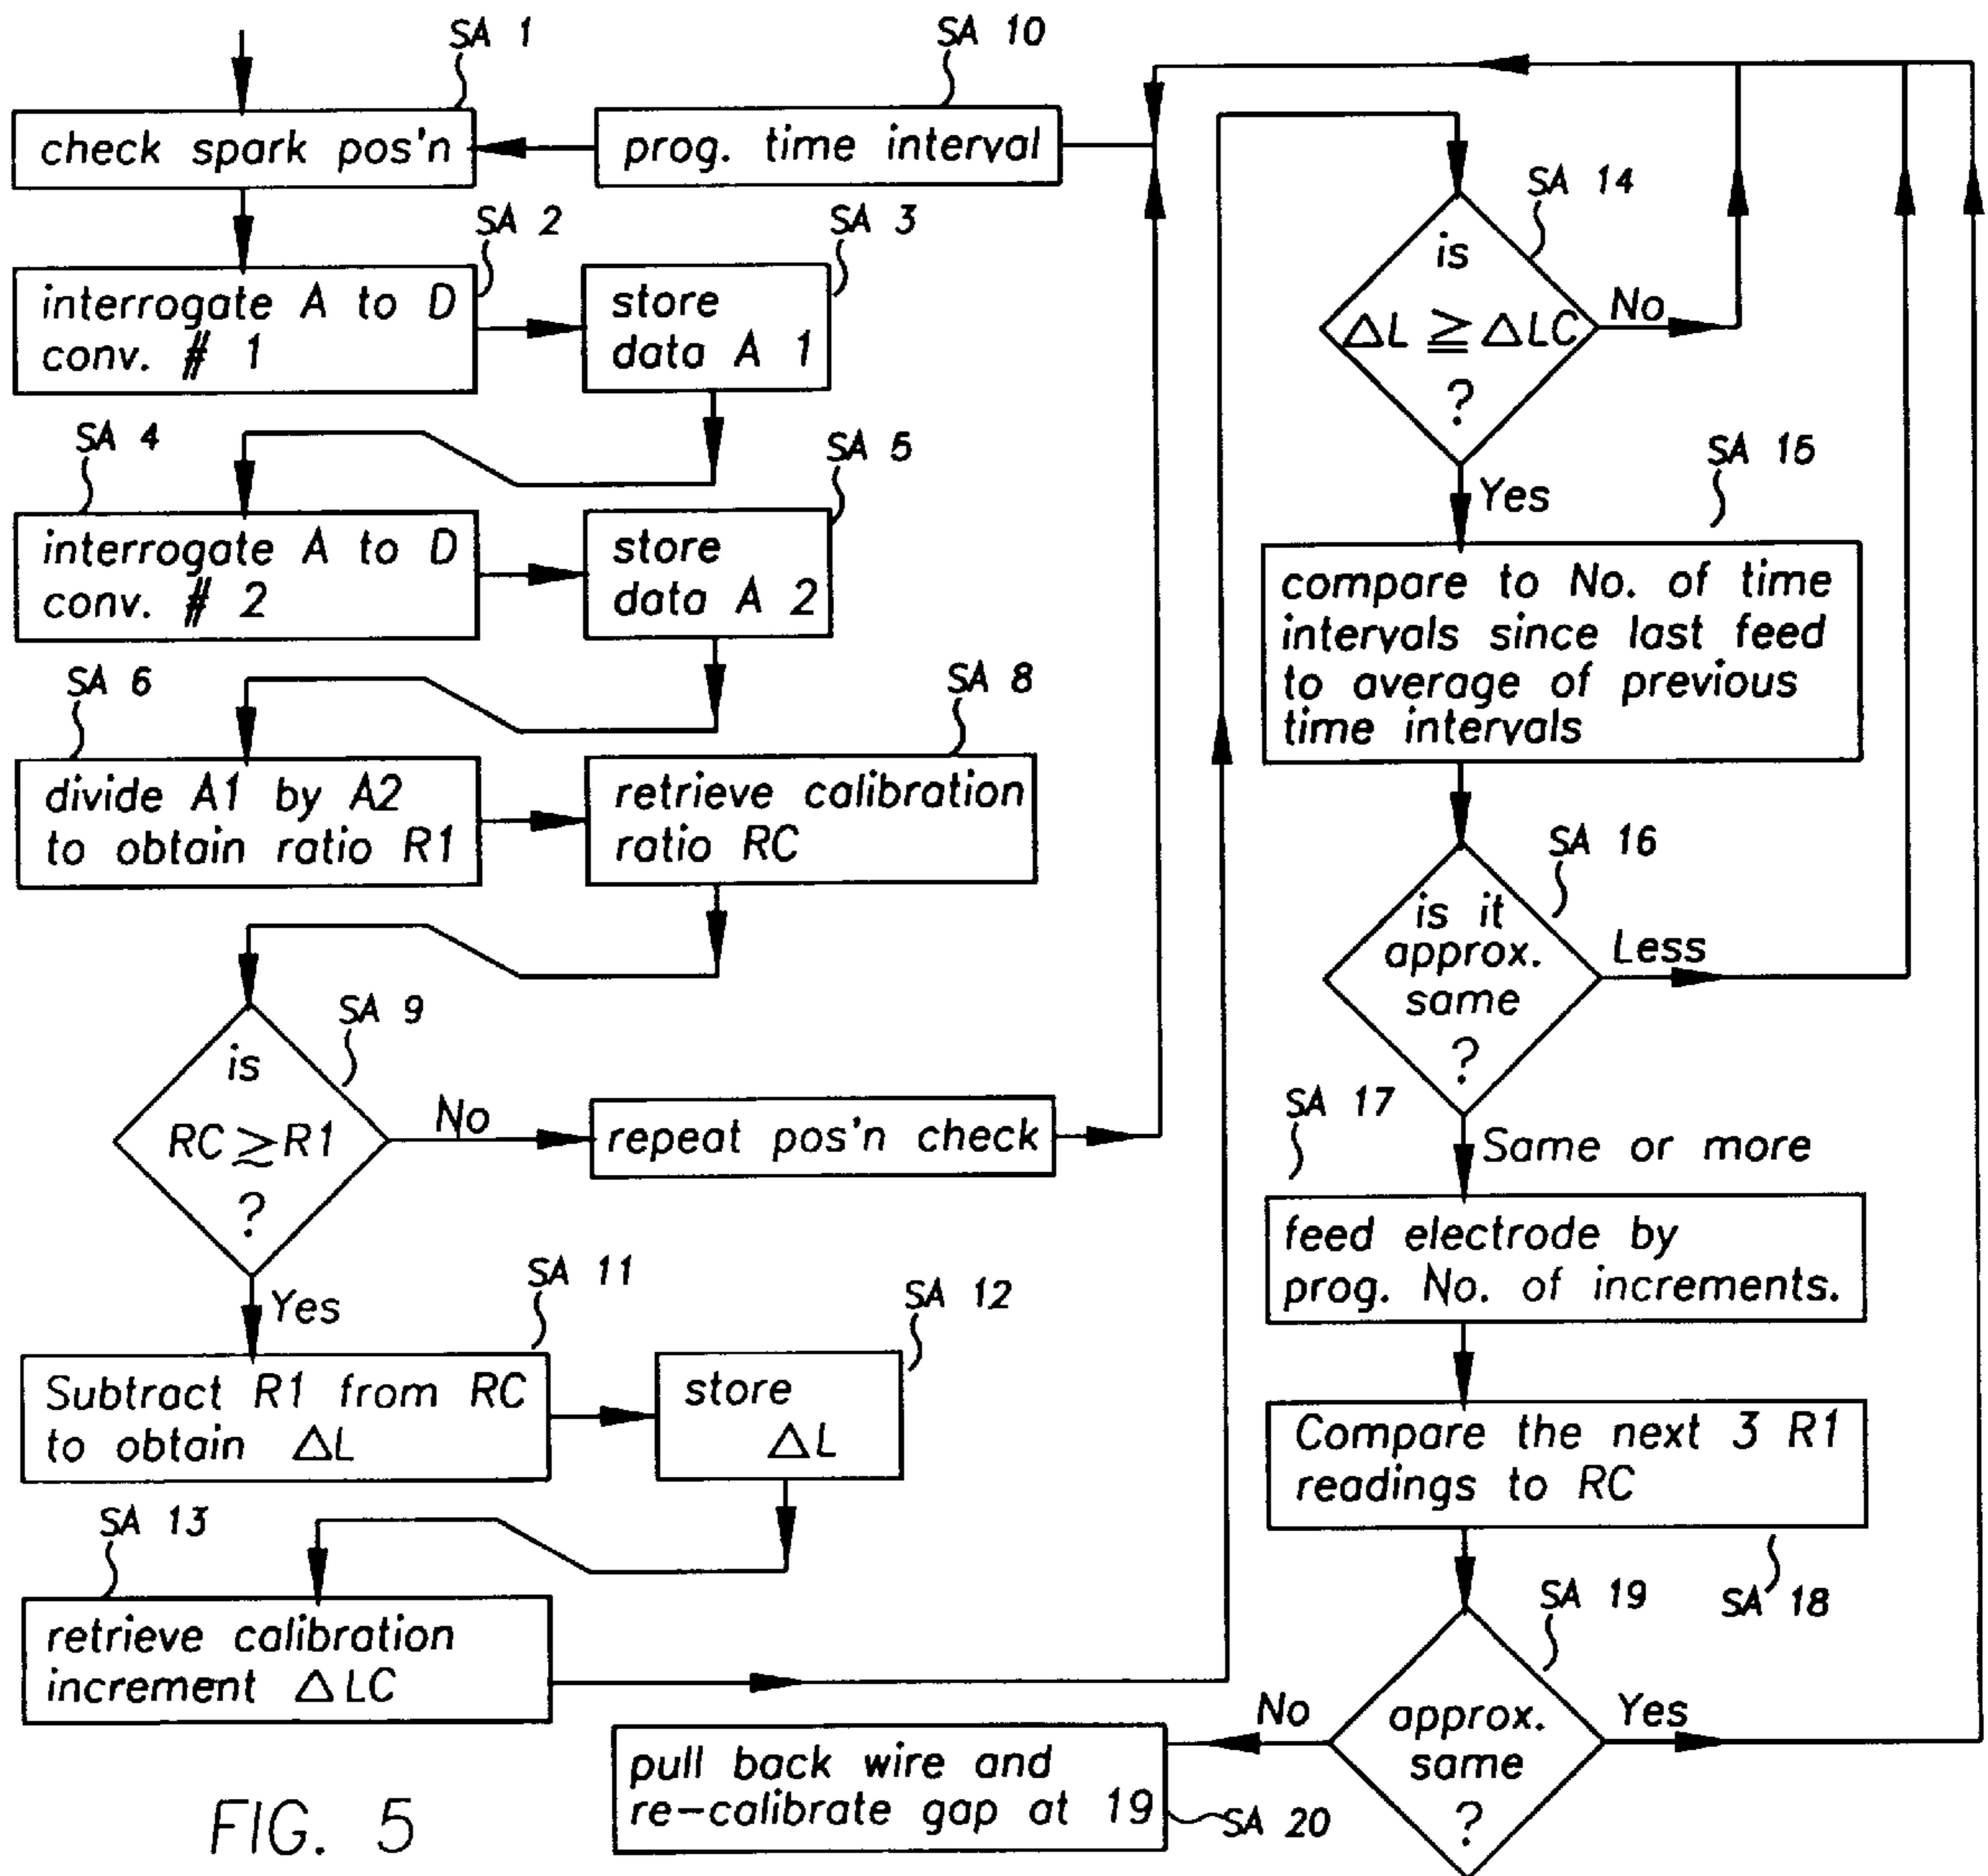 SA 1
check spark pos'n
SA 10
prog. time interval
SA 2
interrogate A to D
conv. # 1
SA 3
store
data A 1
SA 4
interrogate A to D
conv. # 2
SA 5
store
data A 2
SA 6
divide A1 by A2
to obtain ratio R1
SA 8
retrieve calibration
ratio RC
SA 9
is
RC ≳ R1
?
No
repeat pos'n check
Yes
SA 11
Subtract R1 from RC
to obtain ΔL
SA 12
store
ΔL
SA 13
retrieve calibration
increment ΔLC
SA 14
is
ΔL ≧ ΔLC
?
No
Yes
SA 15
compare to No. of time
intervals since last feed
to average of previous
time intervals
SA 16
is it
approx.
same
?
Less
Same or more
SA 17
feed electrode by
prog. No. of increments.
Compare the next 3 R1
readings to RC
SA 18
SA 19
approx.
same
?
Yes
No
pull back wire and
re-calibrate gap at 19
SA 20
FIG. 5